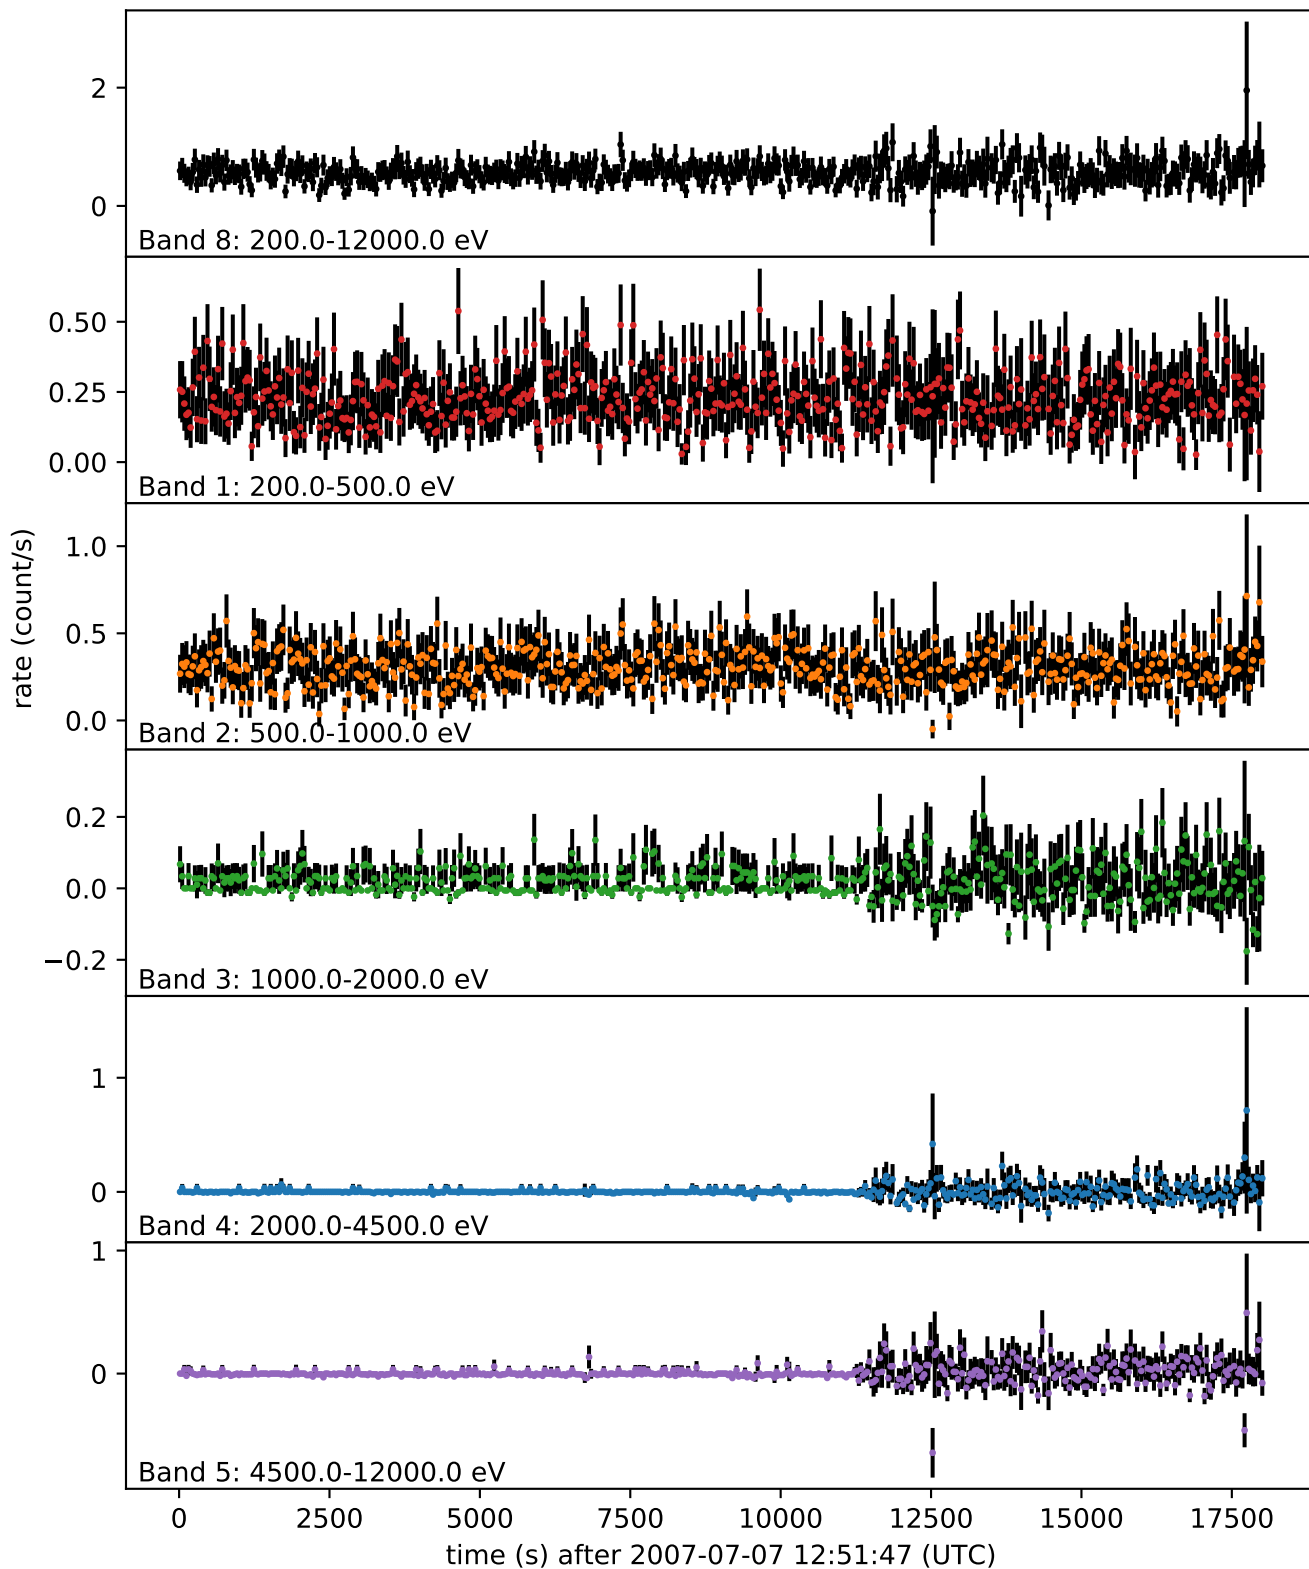 2
0
Band 8: 200.0-12000.0 eV
0.50
0.25
0.00
Band 1: 200.0-500.0 eV
rate (count/s)
1.0
0.5
0.0
Band 2: 500.0-1000.0 eV
0.2
0.0
−0.2
Band 3: 1000.0-2000.0 eV
1
0
Band 4: 2000.0-4500.0 eV
1
0
Band 5: 4500.0-12000.0 eV
0 2500 5000 7500 10000 12500 15000 17500
time (s) after 2007-07-07 12:51:47 (UTC)